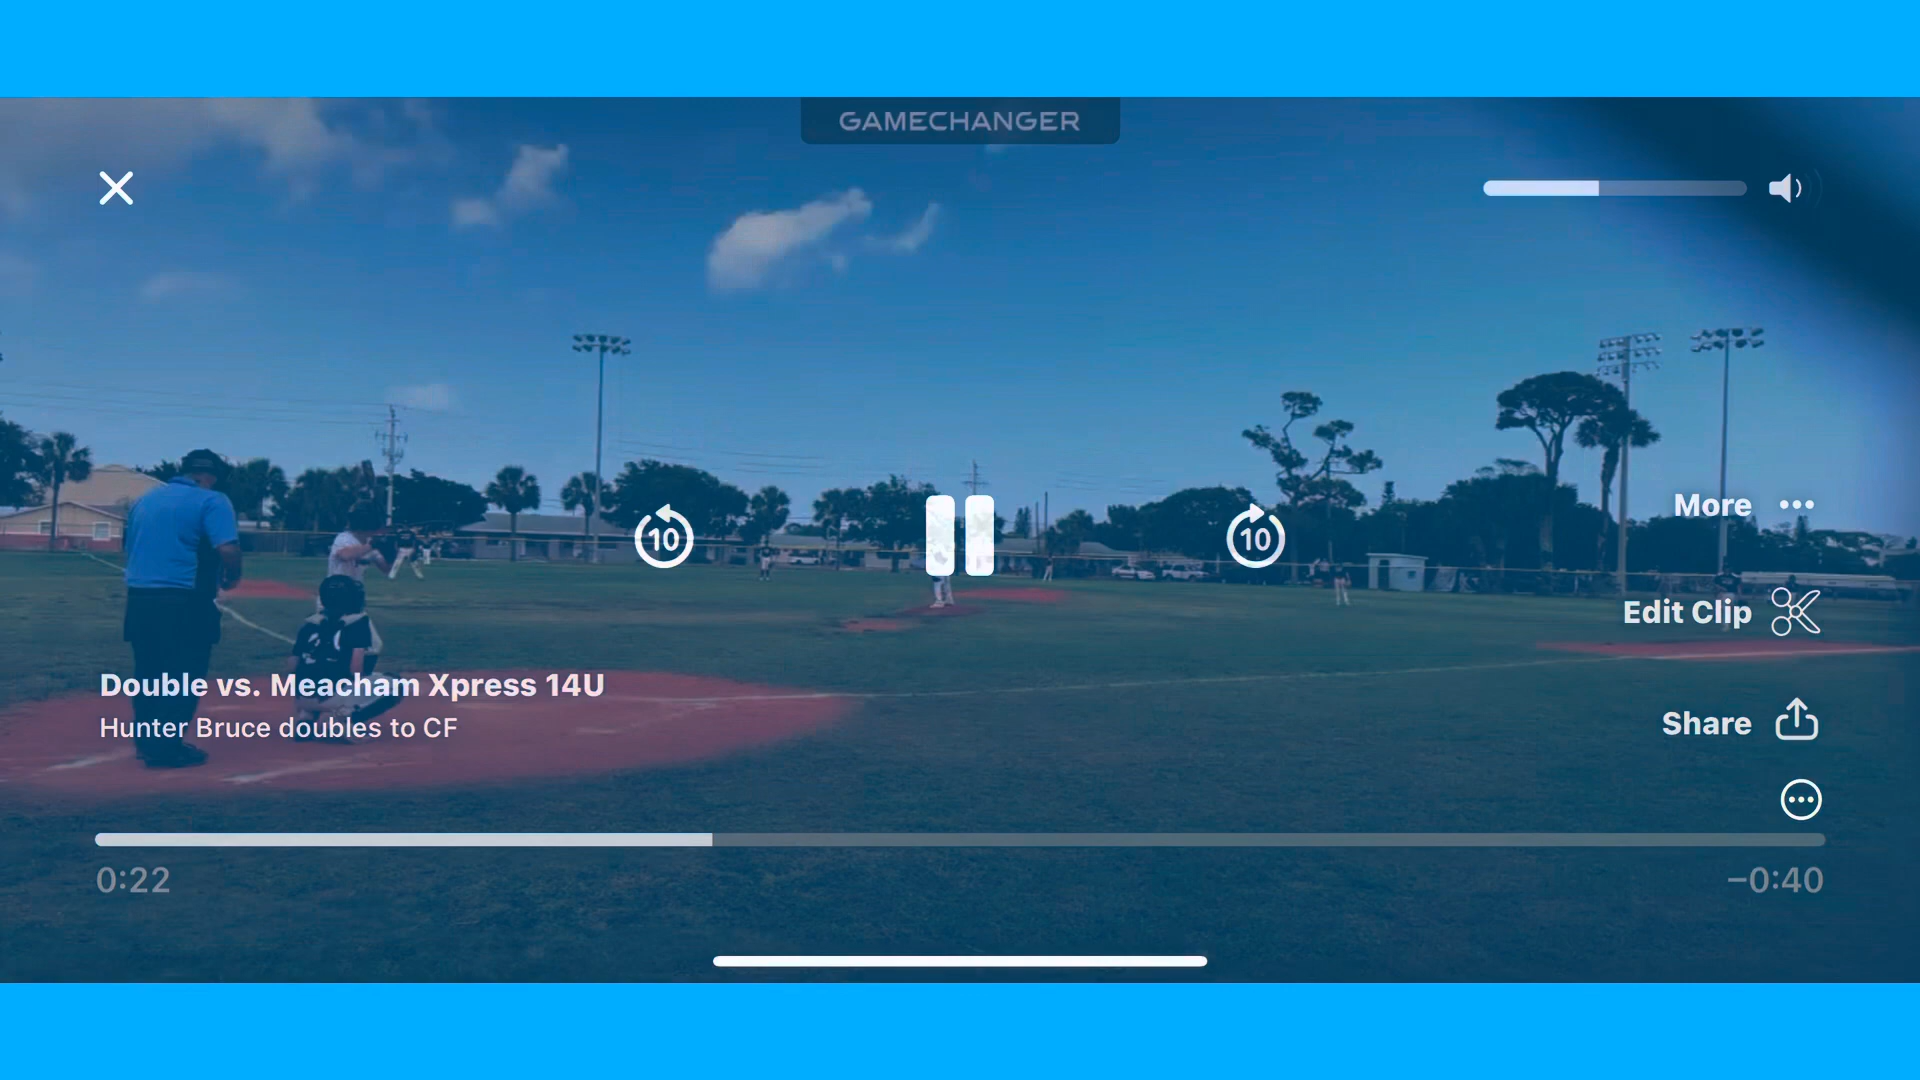 GAMECHANGER
10
10
More
Edit Clip
Double vs. Meacham Xpress 14U
Hunter Bruce doubles to CF
Share
0:22
−0:40